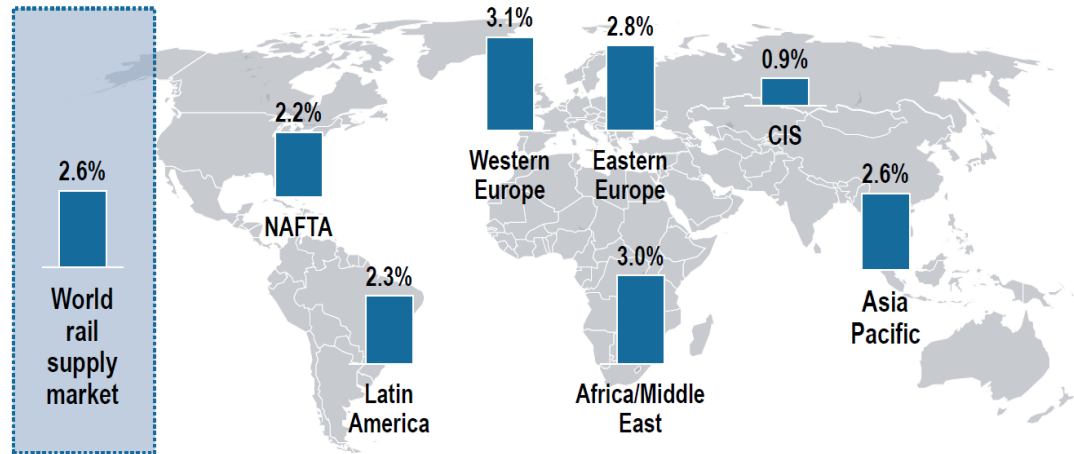 2.6%
World
rail
supply
market
2.2%
NAFTA
2.3%
Latin
America
3.1%
Western
Europe
2.8%
Eastern
Europe
3.0%
Africa/Middle
East
0.9%
CIS
2.6%
Asia
Pacific